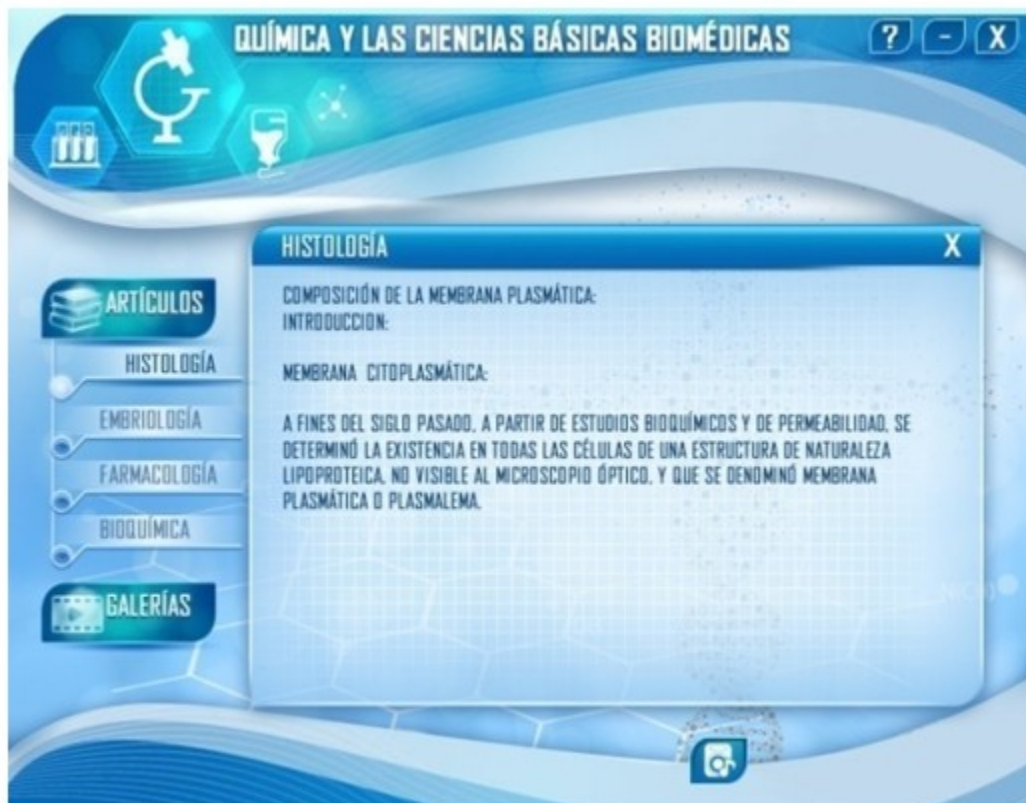 QUÍMICA Y LAS CIENCIAS BÁSICAS BIOMÉDICAS
? - X
HISTOLOGÍA X
ARTÍCULOS
HISTOLOGÍA
EMBRIOLOGÍA
FARMACOLOGÍA
BIOQUÍMICA
GALERÍAS
COMPOSICIÓN DE LA MEMBRANA PLASMÁTICA:
INTRODUCCION:
MEMBRANA CITOPLASMÁTICA:
A FINES DEL SIGLO PASADO, A PARTIR DE ESTUDIOS BIOQUÍMICOS Y DE PERMEABILIDAD, SE
DETERMINÓ LA EXISTENCIA EN TODAS LAS CÉLULAS DE UNA ESTRUCTURA DE NATURALEZA
LIPOPROTEICA, NO VISIBLE AL MICROSCOPIO ÓPTICO, Y QUE SE DENOMINÓ MEMBRANA
PLASMÁTICA O PLASMALEMA.